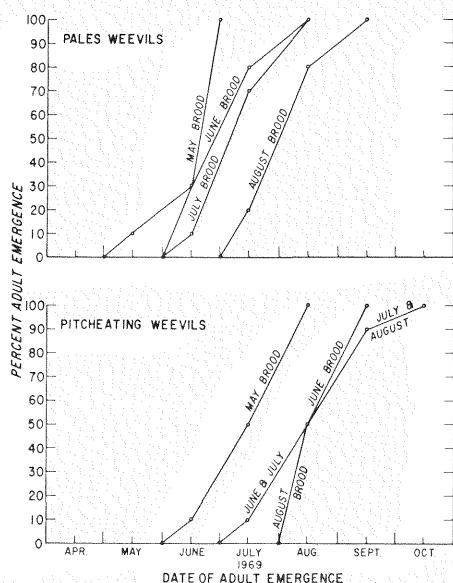 100
90
80
70
60
50
40
30
20
10
0
PALES WEEVILS
MAY BROOD
JUNE BROOD
JULY BROOD
AUGUST BROOD
PERCENT ADULT EMERGENCE
100
90
80
70
60
50
40
30
20
10
0
PITCHEATING WEEVILS
MAY BROOD
JUNE & JULY
JUNE BROOD
AUGUST
BROOD
JULY &
AUGUST
APR. MAY JUNE JULY AUG. SEPT. OCT.
1969
DATE OF ADULT EMERGENCE